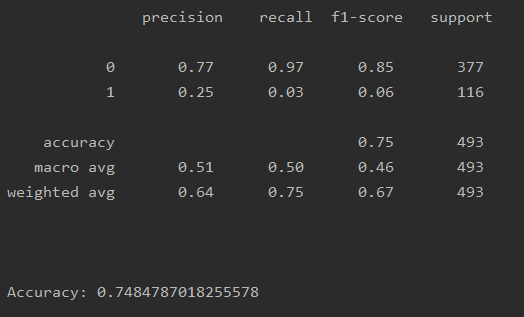 precision recall f1-score support
0 0.77 0.97 0.85 377
1 0.25 0.03 0.06 116
accuracy 0.75 493
macro avg 0.51 0.50 0.46 493
weighted avg 0.64 0.75 0.67 493
Accuracy: 0.7484787018255578